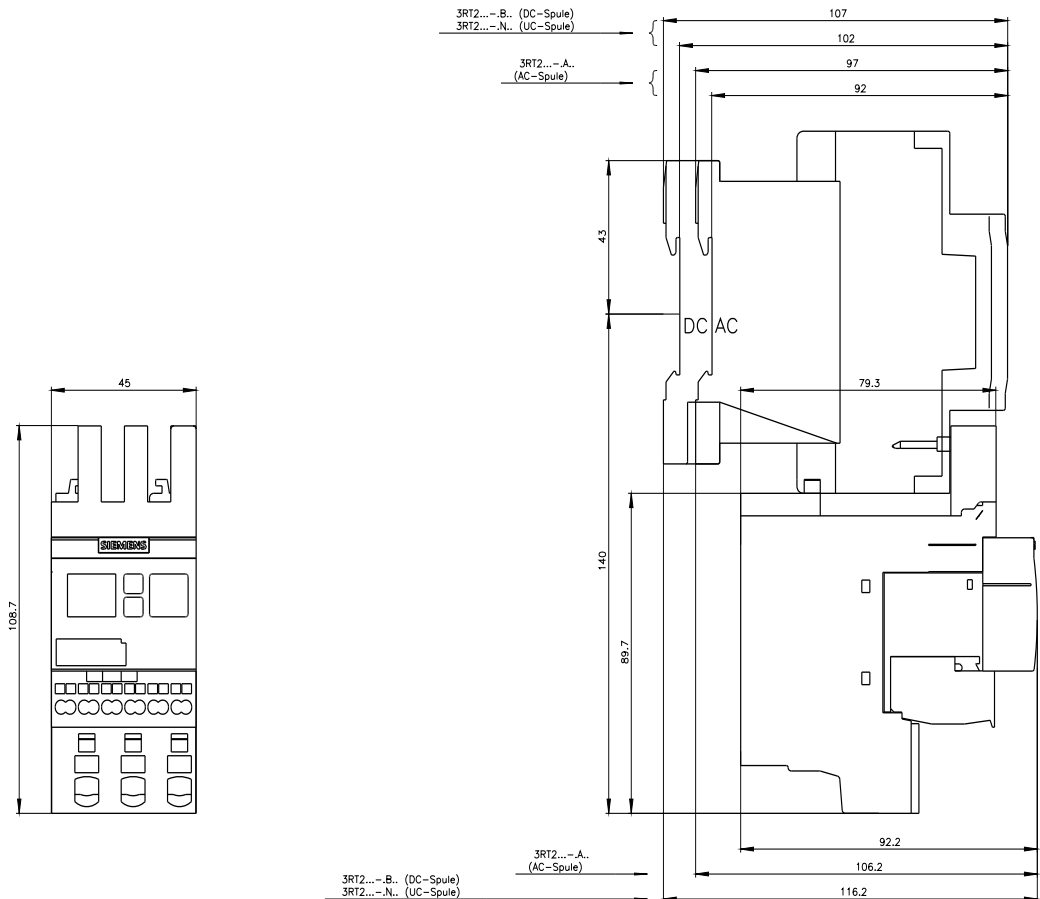 3RT2...-.B.. (DC-Spule)
3RT2...-.N.. (UC-Spule)
107
102
3RT2...-.A..
(AC-Spule)
97
92
43
DC AC
45
79.3
140
108.7
SIEMENS
89.7
92.2
3RT2...-.A..
(AC-Spule)
106.2
3RT2...-.B.. (DC-Spule)
3RT2...-.N.. (UC-Spule)
116.2